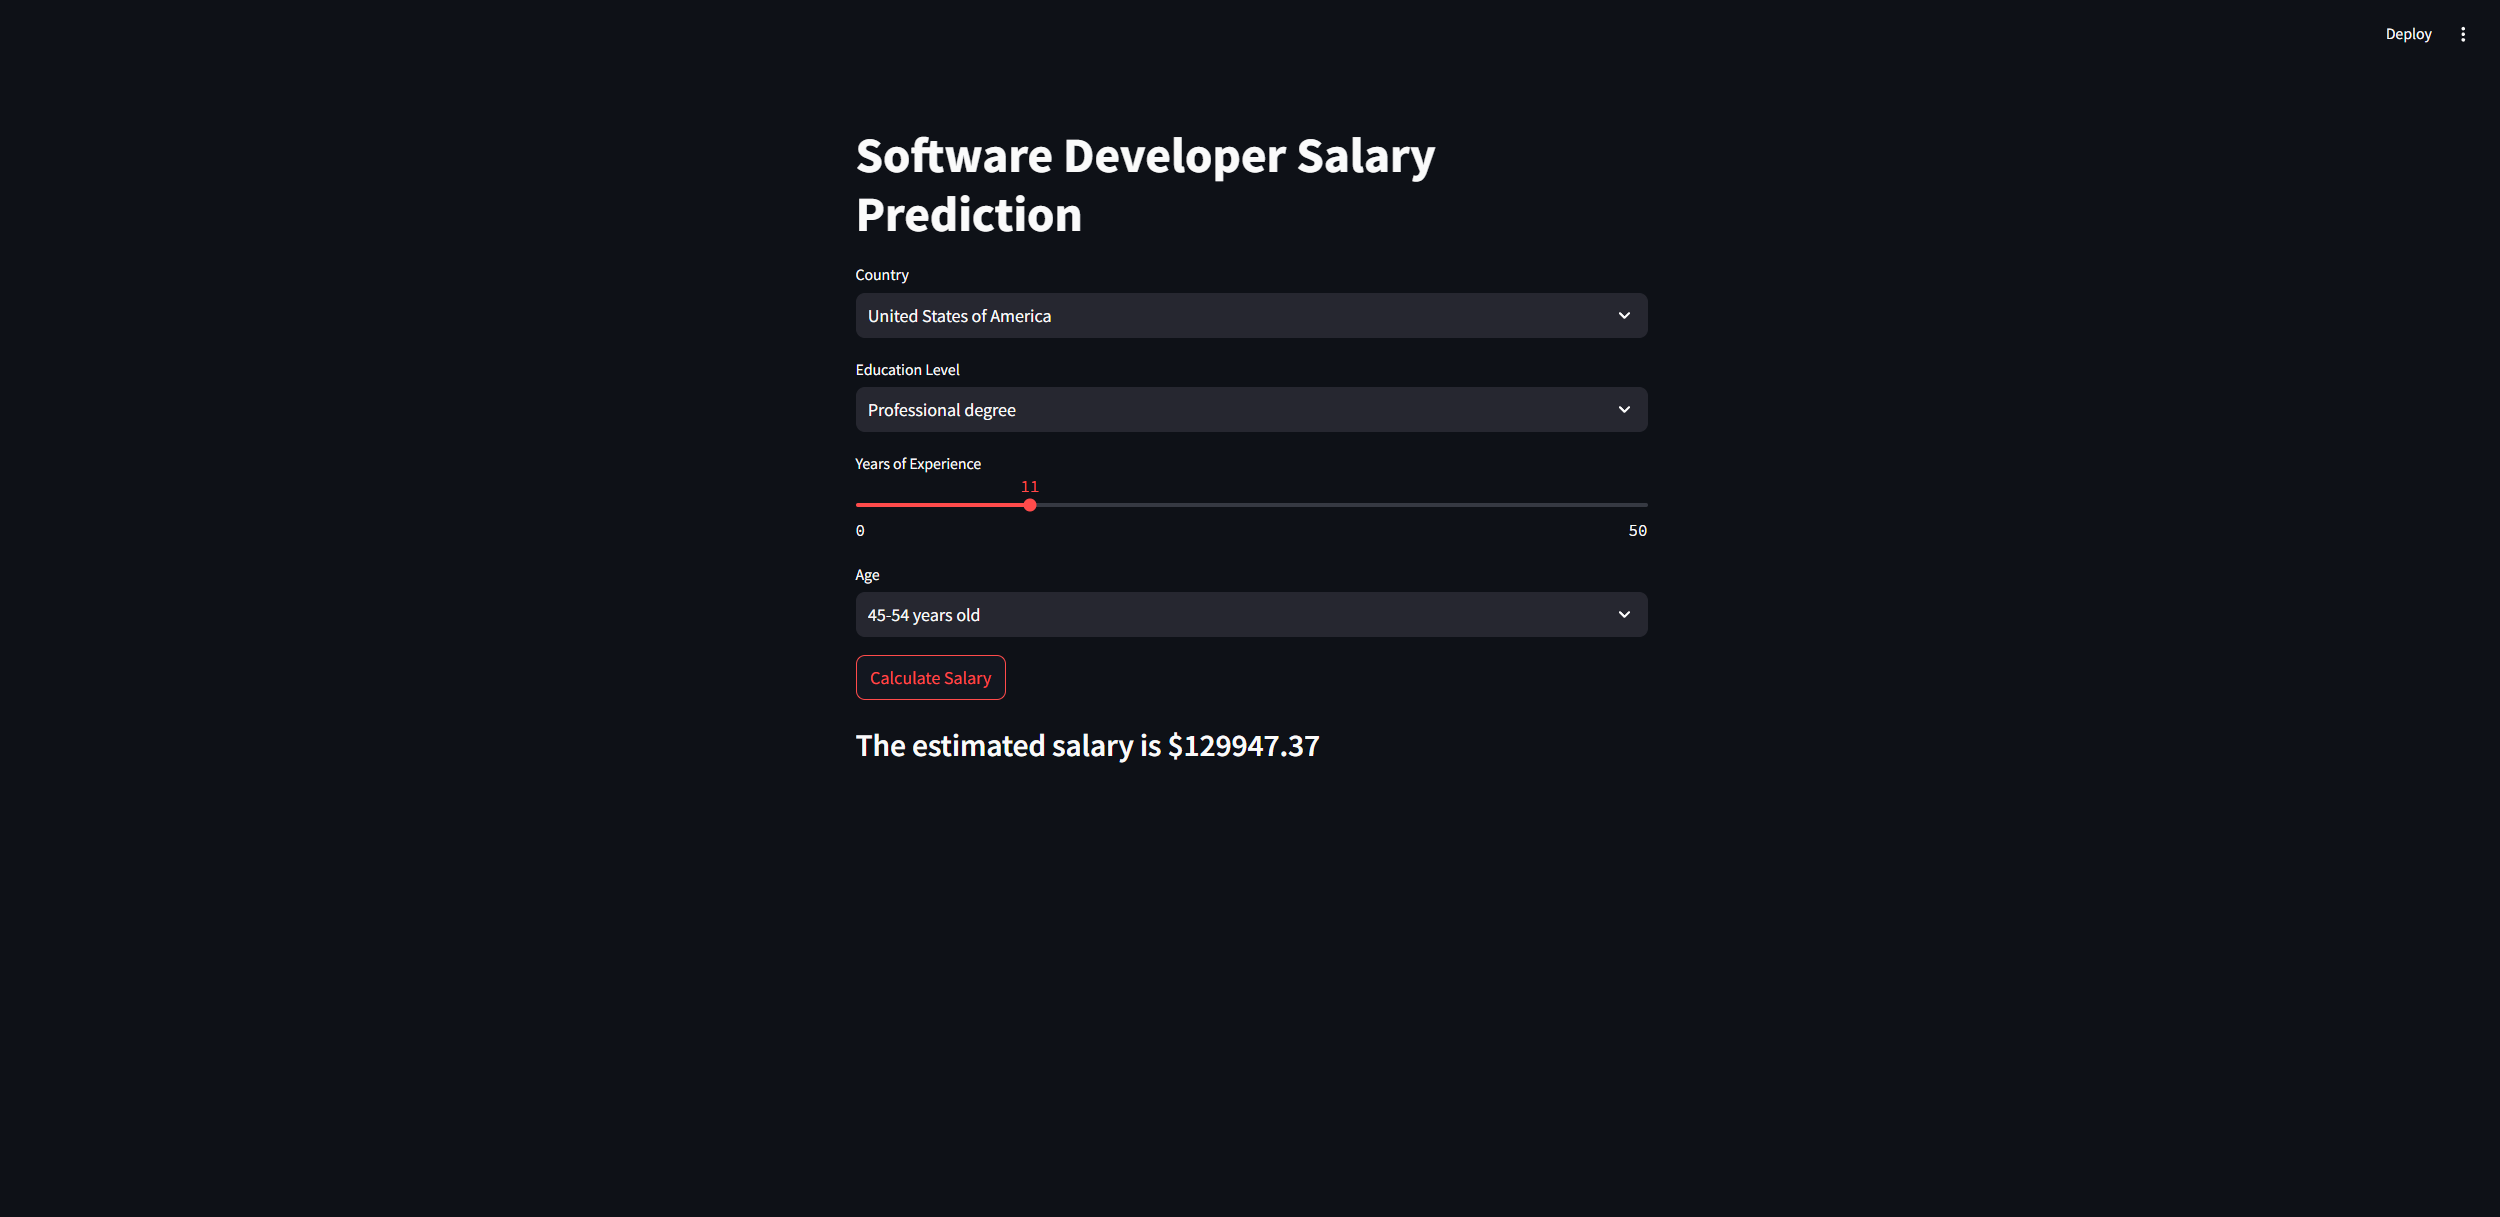 Deploy
Software Developer Salary
Prediction
Country
United States of America
Education Level
Professional degree
Years of Experience
11
0 50
Age
45-54 years old
Calculate Salary
The estimated salary is $129947.37